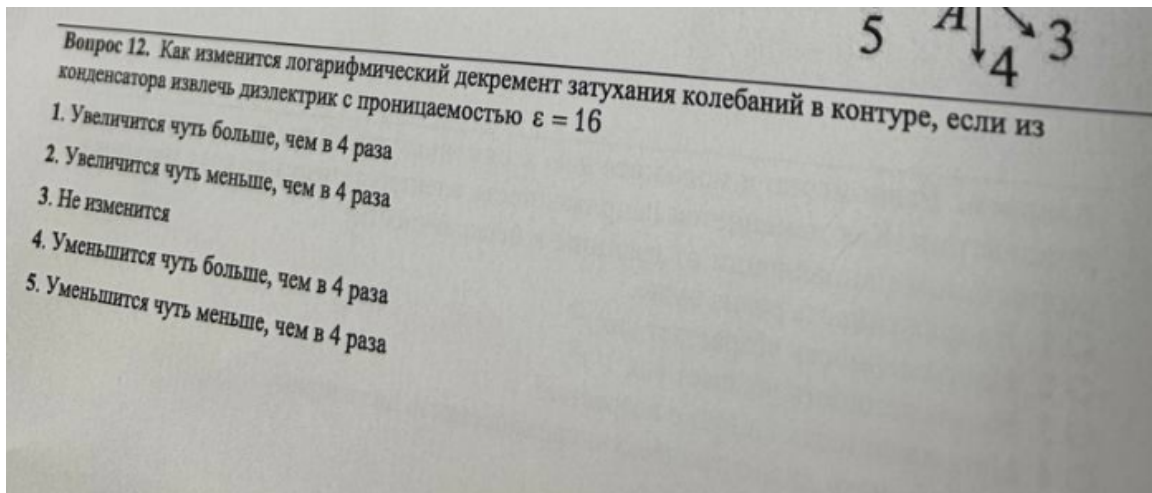 5 A 3
4
Вопрос 12. Как изменится логарифмический декремент затухания колебаний в контуре, если из
конденсатора извлечь диэлектрик с проницаемостью ε = 16
1. Увеличится чуть больше, чем в 4 раза
2. Увеличится чуть меньше, чем в 4 раза
3. Не изменится
4. Уменьшится чуть больше, чем в 4 раза
5. Уменьшится чуть меньше, чем в 4 раза